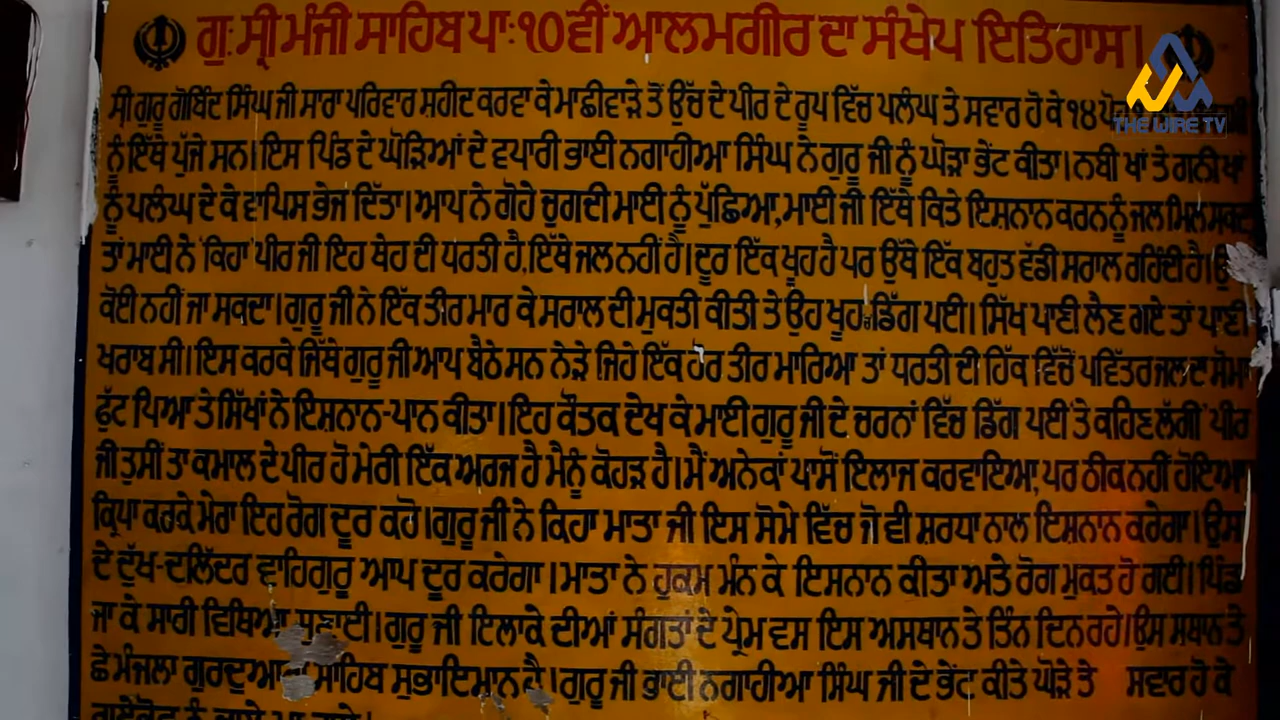 ਗੁ: ਸ੍ਰੀ ਮੰਜੀ ਸਾਹਿਬ ਪਾ: ੧੦ਵੀਂ ਆਲਮਗੀਰ ਦਾ ਸੰਖੇਪ ਇਤਿਹਾਸ।
THE WIRE TV
ਸ੍ਰੀ ਗੁਰੂ ਗੋਬਿੰਦ ਸਿੰਘ ਜੀ ਸਾਰਾ ਪਰਿਵਾਰ ਸ਼ਹੀਦ ਕਰਵਾ ਕੇ ਮਾਛੀਵਾੜੇ ਤੋਂ ਉੱਚ ਦੇ ਪੀਰ ਦੇ ਰੂਪ ਵਿੱਚ ਪਲੰਘ ਤੇ ਸਵਾਰ ਹੋ ਕੇ ੧੪
ਨੂੰ ਇੱਥੇ ਪੁੱਜੇ ਸਨ। ਇਸ ਪਿੰਡ ਦੇ ਘੋੜਿਆਂ ਦੇ ਵਪਾਰੀ ਭਾਈ ਨਗਾਹੀਆ ਸਿੰਘ ਨੇ ਗੁਰੂ ਜੀ ਨੂੰ ਘੋੜਾ ਭੇਂਟ ਕੀਤਾ। ਨਬੀ ਖਾਂ ਤੇ ਗਨੀ ਖਾਂ
ਨੂੰ ਪਲੰਘ ਦੇ ਕੇ ਵਾਪਿਸ ਭੇਜ ਦਿੱਤਾ। ਆਪ ਨੇ ਗੋਹੇ ਚੁਗਦੀ ਮਾਈ ਨੂੰ ਪੁੱਛਿਆ, ਮਾਈ ਜੀ ਇੱਥੇ ਕਿਤੇ ਇਸ਼ਨਾਨ ਕਰਨ ਨੂੰ ਜਲ ਮਿਲ ਸਕਦਾ
ਤਾਂ ਮਾਈ ਨੇ ਕਿਹਾ ਪੀਰ ਜੀ ਇਹ ਥੇਹ ਦੀ ਧਰਤੀ ਹੈ, ਇੱਥੇ ਜਲ ਨਹੀਂ ਹੈ। ਦੂਰ ਇੱਕ ਖੂਹ ਹੈ ਪਰ ਉੱਥੇ ਇੱਕ ਬਹੁਤ ਵੱਡੀ ਸਰਾਲ ਰਹਿੰਦੀ ਹੈ।
ਕੋਈ ਨਹੀਂ ਜਾ ਸਕਦਾ। ਗੁਰੂ ਜੀ ਨੇ ਇੱਕ ਤੀਰ ਮਾਰ ਕੇ ਸਰਾਲ ਦੀ ਮੁਕਤੀ ਕੀਤੀ ਤੇ ਉਹ ਖੂਹ ਡਿੱਗ ਪਈ। ਸਿੱਖ ਪਾਣੀ ਲੈਣ ਗਏ ਤਾਂ ਪਾਣੀ
ਖਰਾਬ ਸੀ। ਇਸ ਕਰਕੇ ਜਿੱਥੇ ਗੁਰੂ ਜੀ ਆਪ ਬੈਠੇ ਸਨ ਨੇੜੇ ਜਿਹੇ ਇੱਕ ਹੋਰ ਤੀਰ ਮਾਰਿਆ ਤਾਂ ਧਰਤੀ ਦੀ ਹਿੱਕ ਵਿੱਚੋਂ ਪਵਿੱਤਰ ਜਲ ਦਾ ਸੋਮਾ
ਫੁੱਟ ਪਿਆ ਤੇ ਸਿੱਖਾਂ ਨੇ ਇਸ਼ਨਾਨ-ਪਾਨ ਕੀਤਾ। ਇਹ ਕੌਤਕ ਦੇਖ ਕੇ ਮਾਈ ਗੁਰੂ ਜੀ ਦੇ ਚਰਨਾਂ ਵਿੱਚ ਡਿੱਗ ਪਈ ਤੇ ਕਹਿਣ ਲੱਗੀ ਪੀਰ
ਜੀ ਤੁਸੀਂ ਤਾ ਕਮਾਲ ਦੇ ਪੀਰ ਹੋ ਮੇਰੀ ਇੱਕ ਅਰਜ ਹੈ ਮੈਨੂੰ ਕੋਹੜ ਹੈ। ਮੈਂ ਅਨੇਕਾਂ ਪਾਸੋਂ ਇਲਾਜ ਕਰਵਾਇਆ, ਪਰ ਠੀਕ ਨਹੀਂ ਹੋਇਆ
ਕ੍ਰਿਪਾ ਕਰਕੇ ਮੇਰਾ ਇਹ ਰੋਗ ਦੂਰ ਕਰੋ। ਗੁਰੂ ਜੀ ਨੇ ਕਿਹਾ ਮਾਤਾ ਜੀ ਇਸ ਸੋਮੇ ਵਿੱਚ ਜੋ ਵੀ ਸ਼ਰਧਾ ਨਾਲ ਇਸ਼ਨਾਨ ਕਰੇਗਾ। ਉਸ
ਦੇ ਦੁੱਖ-ਦਲਿੱਦਰ ਵਾਹਿਗੁਰੂ ਆਪ ਦੂਰ ਕਰੇਗਾ। ਮਾਤਾ ਨੇ ਹੁਕਮ ਮੰਨ ਕੇ ਇਸਨਾਨ ਕੀਤਾ ਅਤੇ ਰੋਗ ਮੁਕਤ ਹੋ ਗਈ। ਪਿੰਡ
ਜਾ ਕੇ ਸਾਰੀ ਵਿਥਿਆ ਸੁਣਾਈ। ਗੁਰੂ ਜੀ ਇਲਾਕੇ ਦੀਆਂ ਸੰਗਤਾਂ ਦੇ ਪ੍ਰੇਮ ਵਸ ਇਸ ਅਸਥਾਨ ਤੇ ਤਿੰਨ ਦਿਨ ਰਹੇ। ਉਸ ਸਥਾਨ ਤੇ
ਛੇ ਮੰਜਲਾ ਸਾਹਿਬ ਸੁਭਾਇਮਾਨ ਹੈ। ਗੁਰੂ ਜੀ ਭਾਈ ਨਗਾਹੀਆ ਸਿੰਘ ਜੀ ਦੇ ਭੇਂਟ ਕੀਤੇ ਘੋੜੇ ਤੇ ਸਵਾਰ ਹੋ ਕੇ